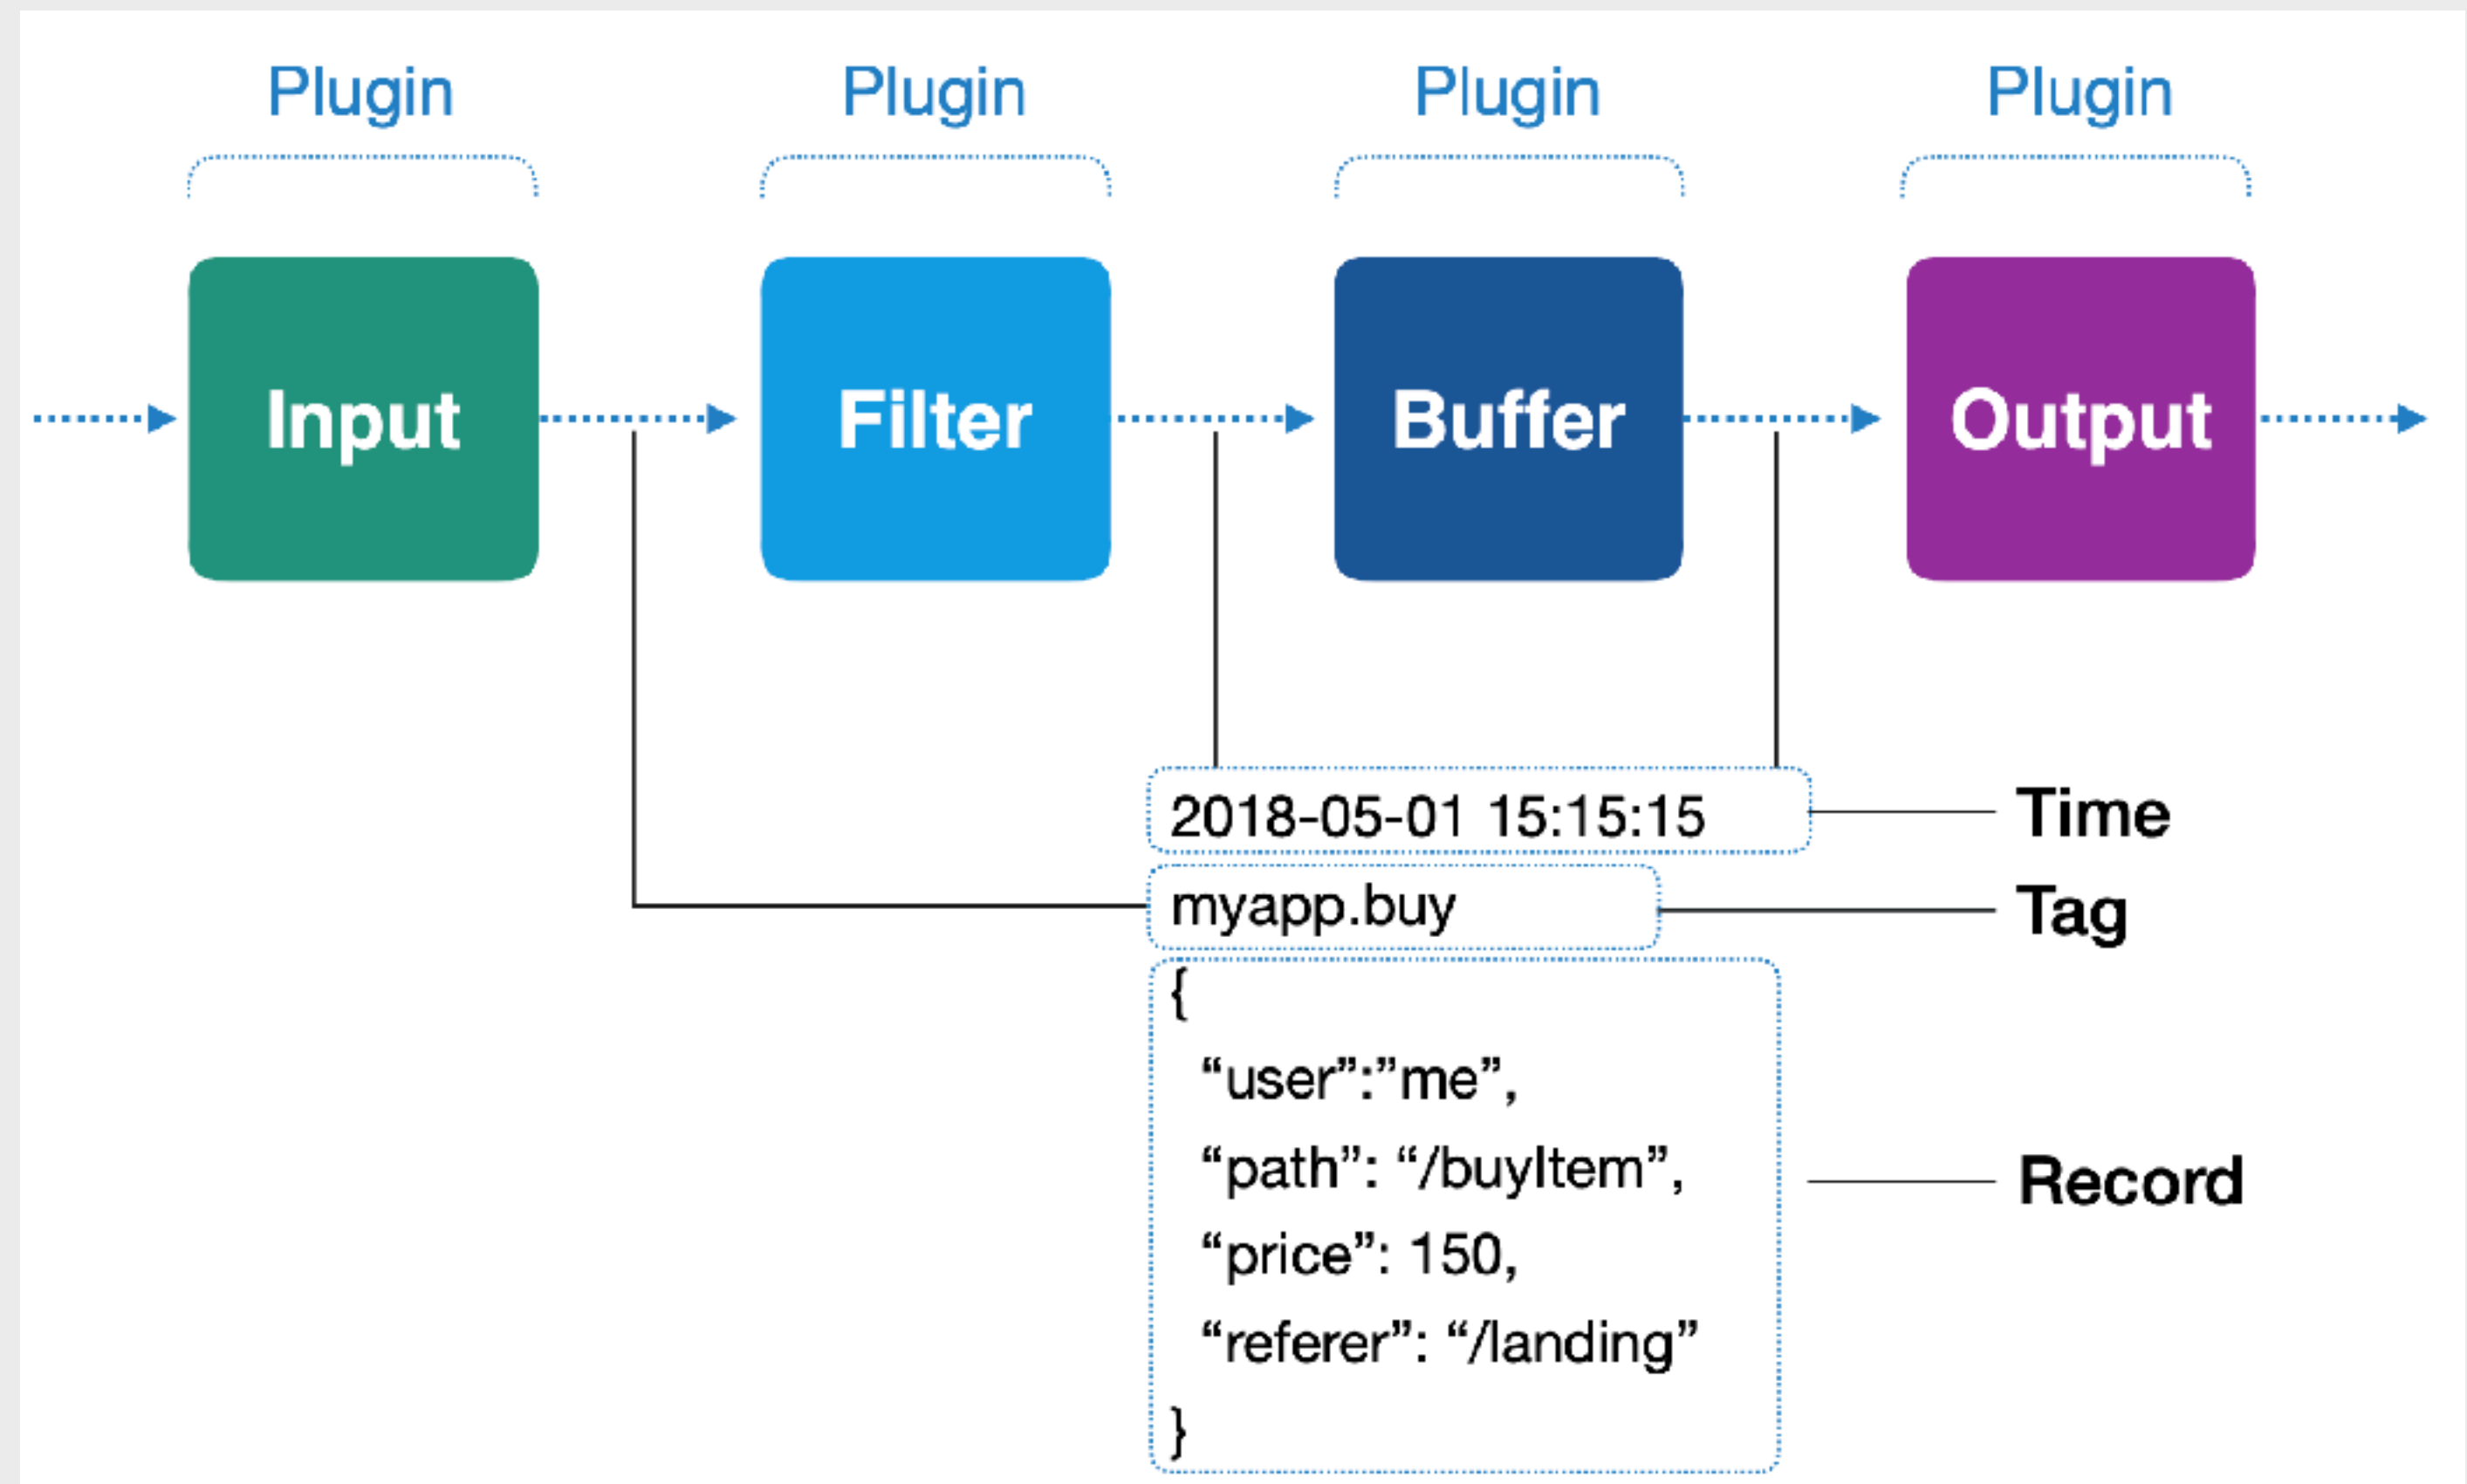 Plugin Plugin Plugin Plugin
Input Filter Buffer Output
2018-05-01 15:15:15 Time
myapp.buy Tag
{
“user”:”me”,
“path”: “/buyItem”,
Record
“price”: 150,
“referer”: “/landing”
}